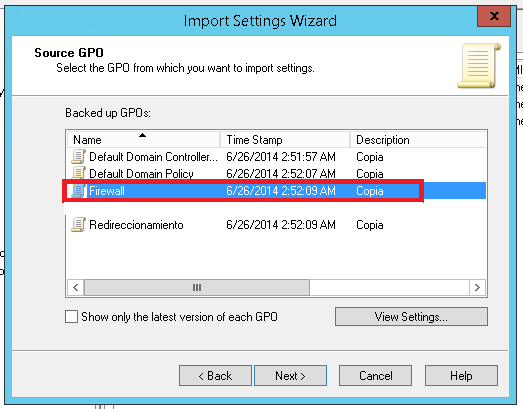 Import Settings Wizard
x
Source GPO
Select the GPO from which you want to import settings.
Backed up GPOs:
Name Time Stamp Description
Default Domain Controller... 6/26/2014 2:51:57 AM Copia
Default Domain Policy 6/26/2014 2:52:07 AM Copia
Firewall 6/26/2014 2:52:09 AM Copia
Redireccionamiento 6/26/2014 2:52:09 AM Copia
Show only the latest version of each GPO
View Settings...
< Back Next > Cancel Help